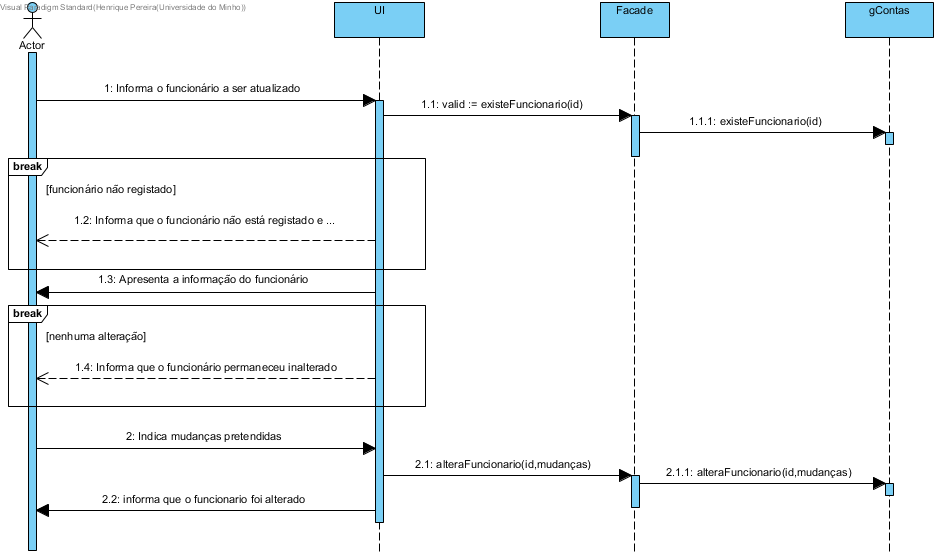 Visual Paradigm Standard(Henrique Pereira(Universidade do Minho))
Actor
UI
Facade
gContas
1: Informa o funcionário a ser atualizado
1.1: valid := existeFuncionario(id)
1.1.1: existeFuncionario(id)
break
[funcionário não registado]
1.2: Informa que o funcionário não está registado e ...
1.3: Apresenta a informação do funcionário
break
[nenhuma alteração]
1.4: Informa que o funcionário permaneceu inalterado
2: Indica mudanças pretendidas
2.1: alteraFuncionario(id,mudanças)
2.1.1: alteraFuncionario(id,mudanças)
2.2: informa que o funcionario foi alterado